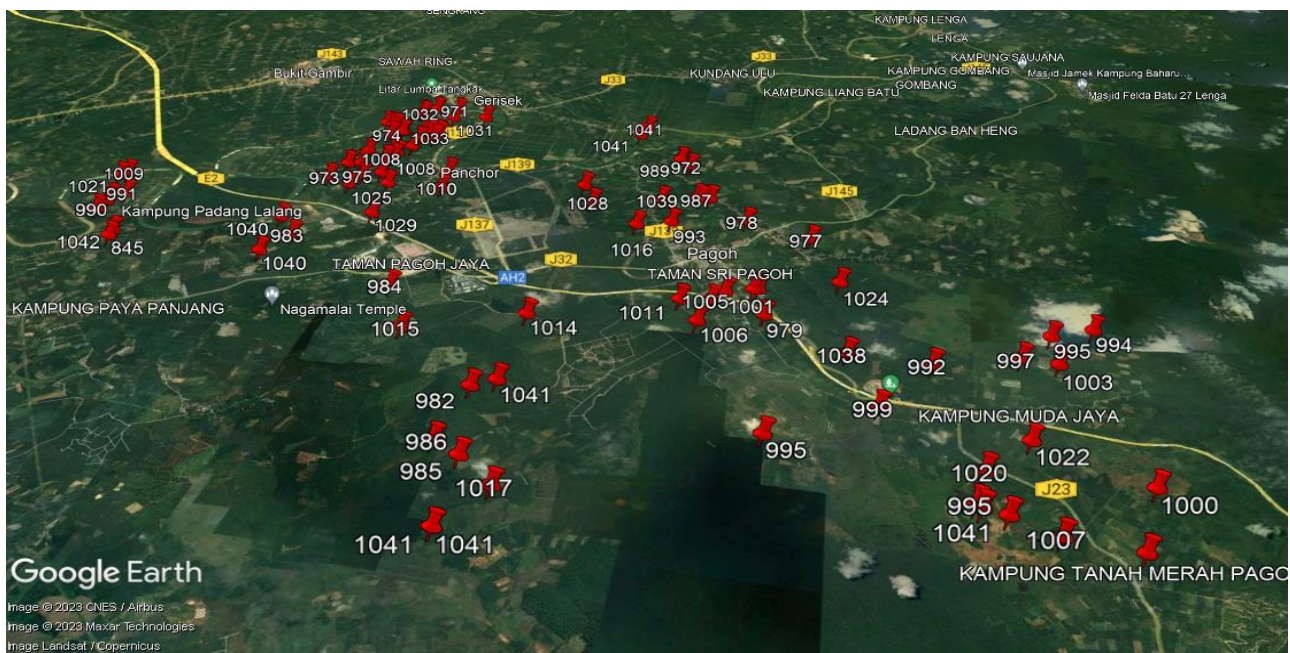 SENGKANG
KAMPUNG LENGA
LENGA
J143
SAWAH RING
J33
J33
KAMPUNG SAUJANA
Bukit Gambir
KUNDANG ULU
KAMPUNG GOMBANG
Masjid Jamek Kampung Baharu...
GOMBANG
Litar Lumba Tangkak
KAMPUNG LIANG BATU
Masjid Felda Batu 27 Lenga
Gerisek
1032
971
974
1033
1031
1041
1041
LADANG BAN HENG
1009
E2
1008
1008
Panchor
J139
989
972
1021
991
973
975
1010
J145
990
Kampung Padang Lalang
1025
1028
1039
987
978
1042
845
1040
983
1029
J137
1016
993
977
1040
Pagoh
TAMAN PAGOH JAYA
J32
AH2
TAMAN SRI PAGOH
984
1024
KAMPUNG PAYA PANJANG
Nagamalai Temple
1014
1011
1005
1001
1015
1006
979
1038
992
997
995
994
1003
982
1041
999
KAMPUNG MUDA JAYA
986
985
995
1022
1017
1020
J23
1000
995
1041
1041
1041
1007
Google Earth
KAMPUNG TANAH MERAH PAGO
Image © 2023 CNES / Airbus
Image © 2023 Maxar Technologies
Image Landsat / Copernicus